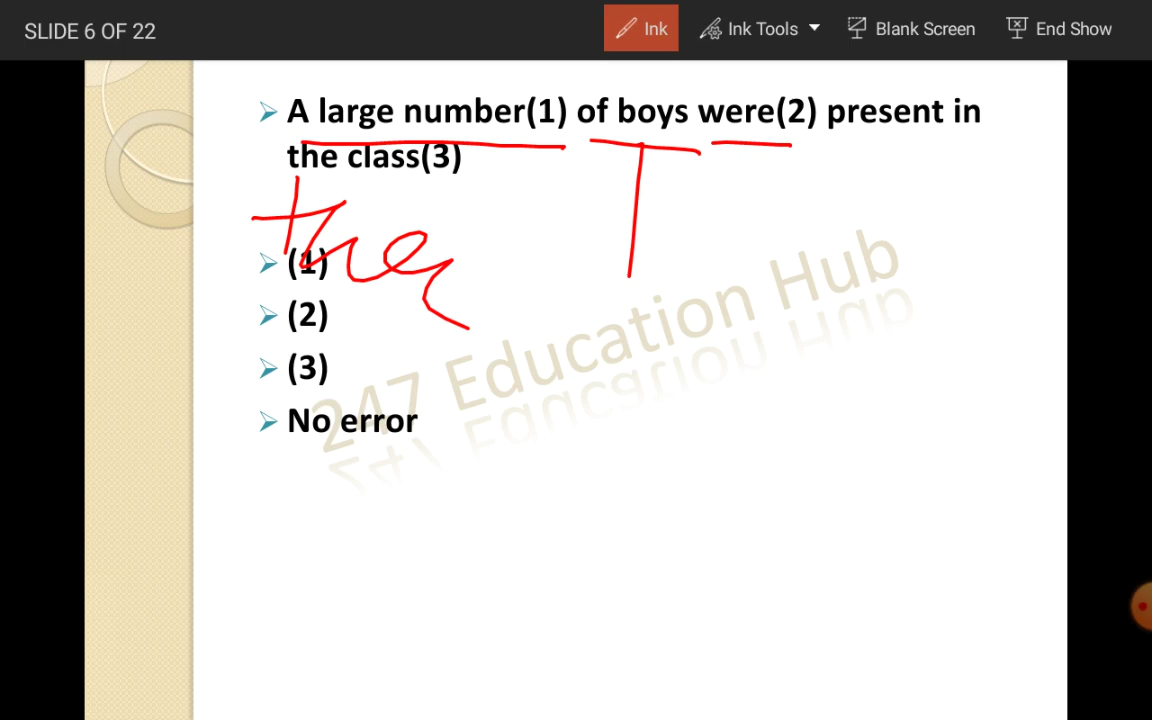 SLIDE 6 OF 22
Ink
Ink Tools
Blank Screen
End Show
A large number(1) of boys were(2) present in
the class(3)
the
(1)
(2)
(3)
No error
247 Education Hub